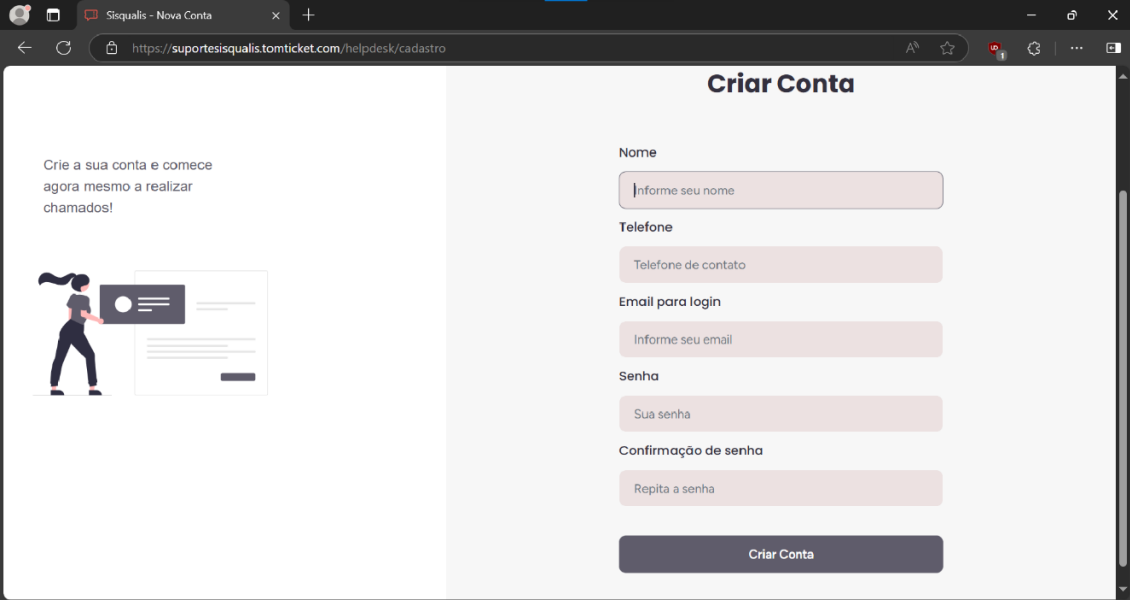 Sisqualis - Nova Conta
https://suportesisqualis.tomticket.com/helpdesk/cadastro
1
Crie a sua conta e comece
agora mesmo a realizar
chamados!
Criar Conta
Nome
Informe seu nome
Telefone
Telefone de contato
Email para login
Informe seu email
Senha
Sua senha
Confirmação de senha
Repita a senha
Criar Conta